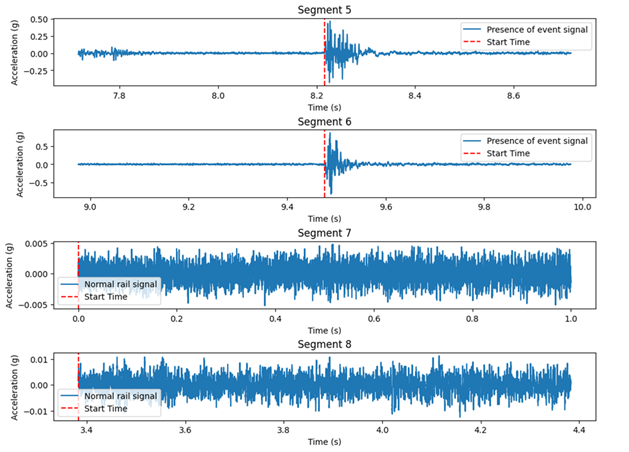 Segment 5
Acceleration (g)
0.50
0.25
0.00
−0.25
Presence of event signal
Start Time
7.8 8.0 8.2 8.4 8.6
Time (s)
Segment 6
Acceleration (g)
0.5
0.0
−0.5
Presence of event signal
Start Time
9.0 9.2 9.4 9.6 9.8 10.0
Time (s)
Segment 7
Acceleration (g)
0.005
0.000
−0.005
Normal rail signal
Start Time
0.0 0.2 0.4 0.6 0.8 1.0
Time (s)
Segment 8
Acceleration (g)
0.01
0.00
−0.01
Normal rail signal
Start Time
3.4 3.6 3.8 4.0 4.2 4.4
Time (s)